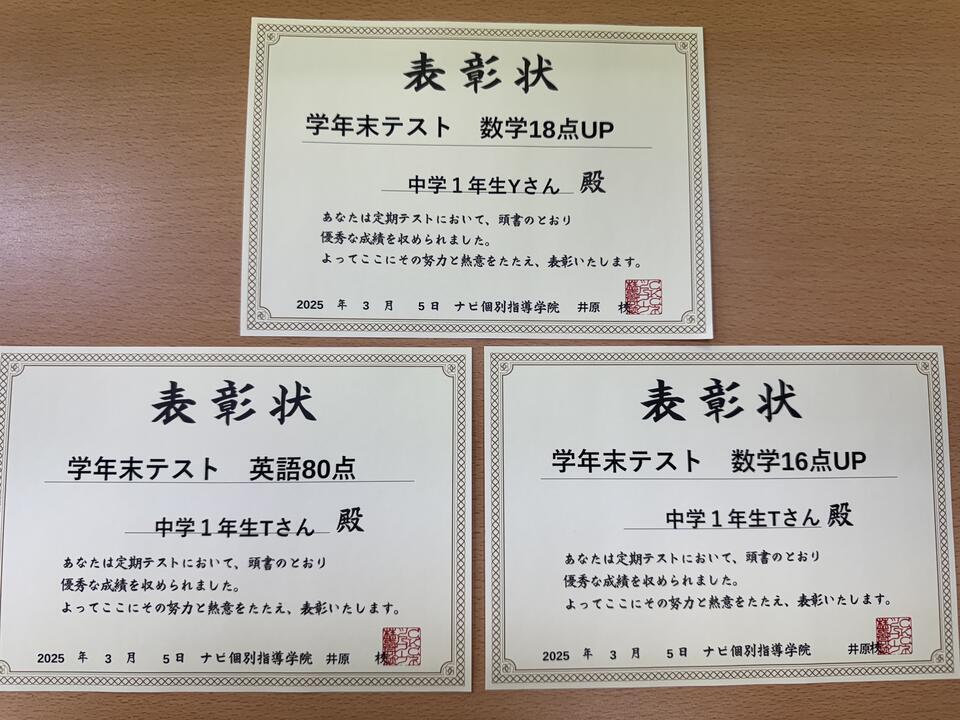 表彰状
学年末テスト 数学18点UP
中学1年生Yさん 殿
あなたは定期テストにおいて、頭書のとおり
優秀な成績を収められました。
よってここにその努力と熱意をたたえ、表彰いたします。
2025 年 3 月 5日 ナビ個別指導学院 井原
表彰状
学年末テスト 英語80点
中学1年生Tさん 殿
あなたは定期テストにおいて、頭書のとおり
優秀な成績を収められました。
よってここにその努力と熱意をたたえ、表彰いたします。
2025 年 3 月 5日 ナビ個別指導学院 井原
表彰状
学年末テスト 数学16点UP
中学1年生Tさん 殿
あなたは定期テストにおいて、頭書のとおり
優秀な成績を収められました。
よってここにその努力と熱意をたたえ、表彰いたします。
2025 年 3 月 5日 ナビ個別指導学院 井原